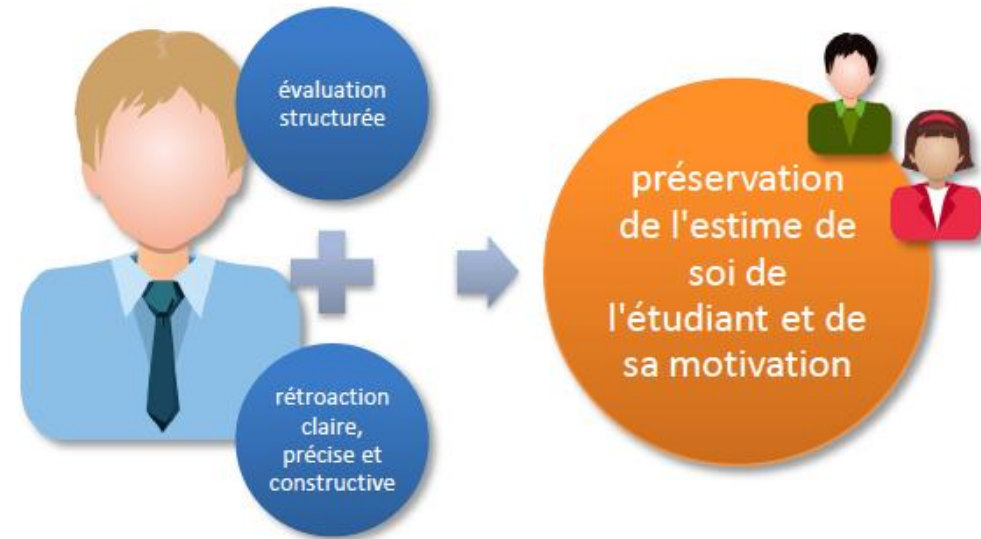 évaluation
structurée
rétroaction
claire,
précise et
constructive
préservation
de l'estime de
soi de
l'étudiant et de
sa motivation